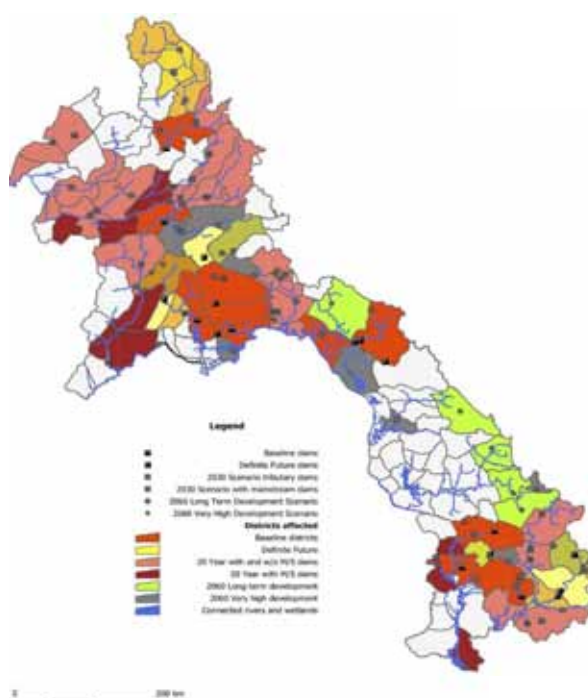 Legend
Baseline dams
Definite Future dams
2030 Scenario tributary dams
2030 Scenario with mainstream dams
2060 Long Term Development Scenario
2060 Very High Development Scenario
Districts affected
Baseline districts
Definite Future
20 Year with and w/o M/S dams
20 Year with M/S dams
2060 Long term development
2060 Very high development
Connected rivers and wetlands
0 200 km